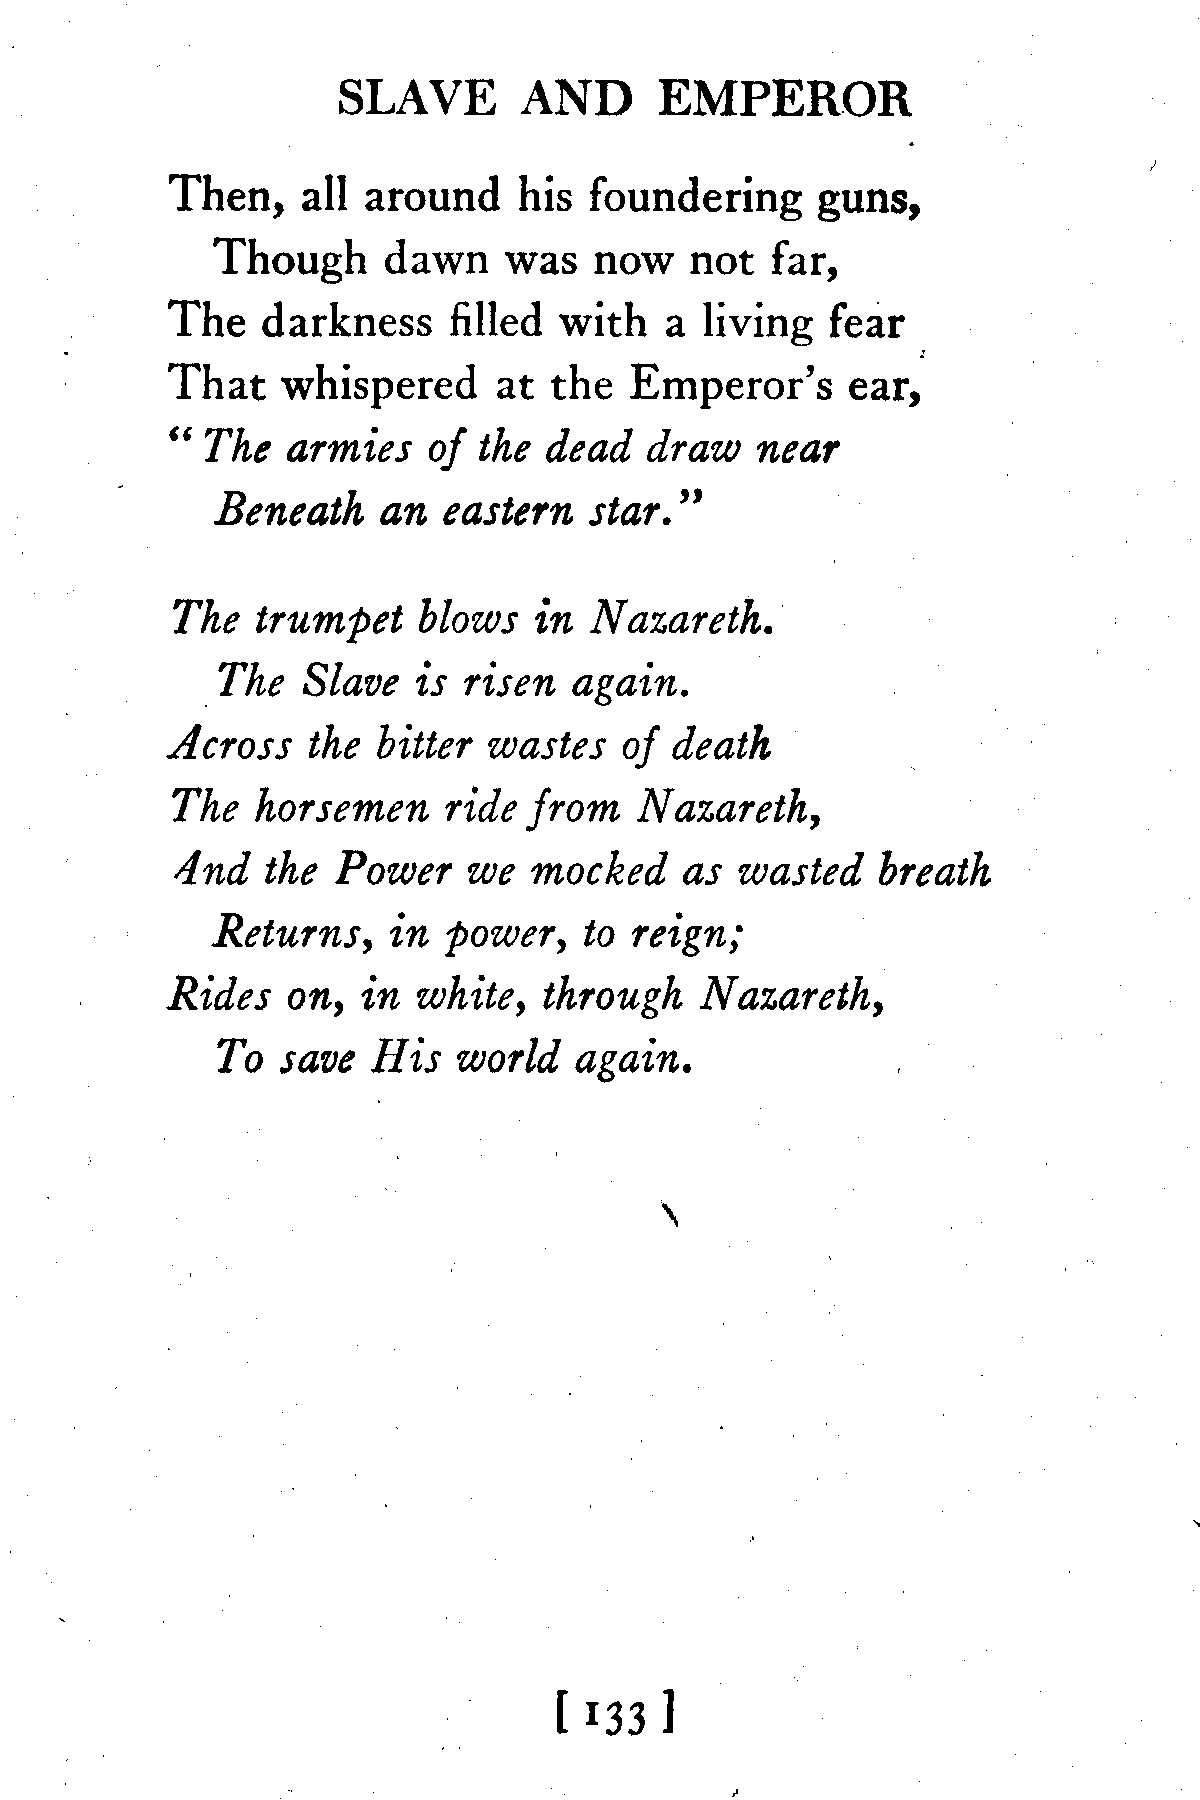 SLAVE AND EMPEROR
Then, all around his foundering guns,
Though dawn was now not far,
The darkness filled with a living fear
That whispered at the Emperor's ear,
“The armies of the dead draw near
Beneath an eastern star.”
The trumpet blows in Nazareth.
The Slave is risen again.
Across the bitter wastes of death
The horsemen ride from Nazareth,
And the Power we mocked as wasted breath
Returns, in power, to reign;
Rides on, in white, through Nazareth,
To save His world again.
[ 133 ]